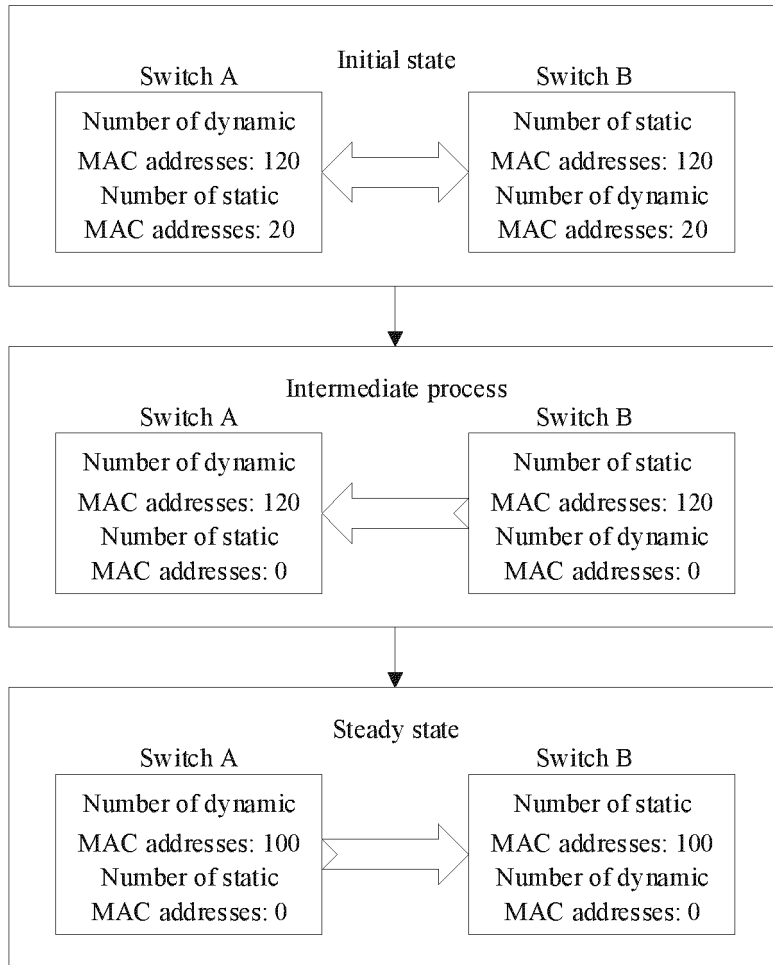 Initial state
Switch A
Switch B
Number of dynamic
MAC addresses: 120
Number of static
MAC addresses: 20
Number of static
MAC addresses: 120
Number of dynamic
MAC addresses: 20
Intermediate process
Switch A
Switch B
Number of dynamic
MAC addresses: 120
Number of static
MAC addresses: 0
Number of static
MAC addresses: 120
Number of dynamic
MAC addresses: 0
Steady state
Switch A
Switch B
Number of dynamic
MAC addresses: 100
Number of static
MAC addresses: 0
Number of static
MAC addresses: 100
Number of dynamic
MAC addresses: 0